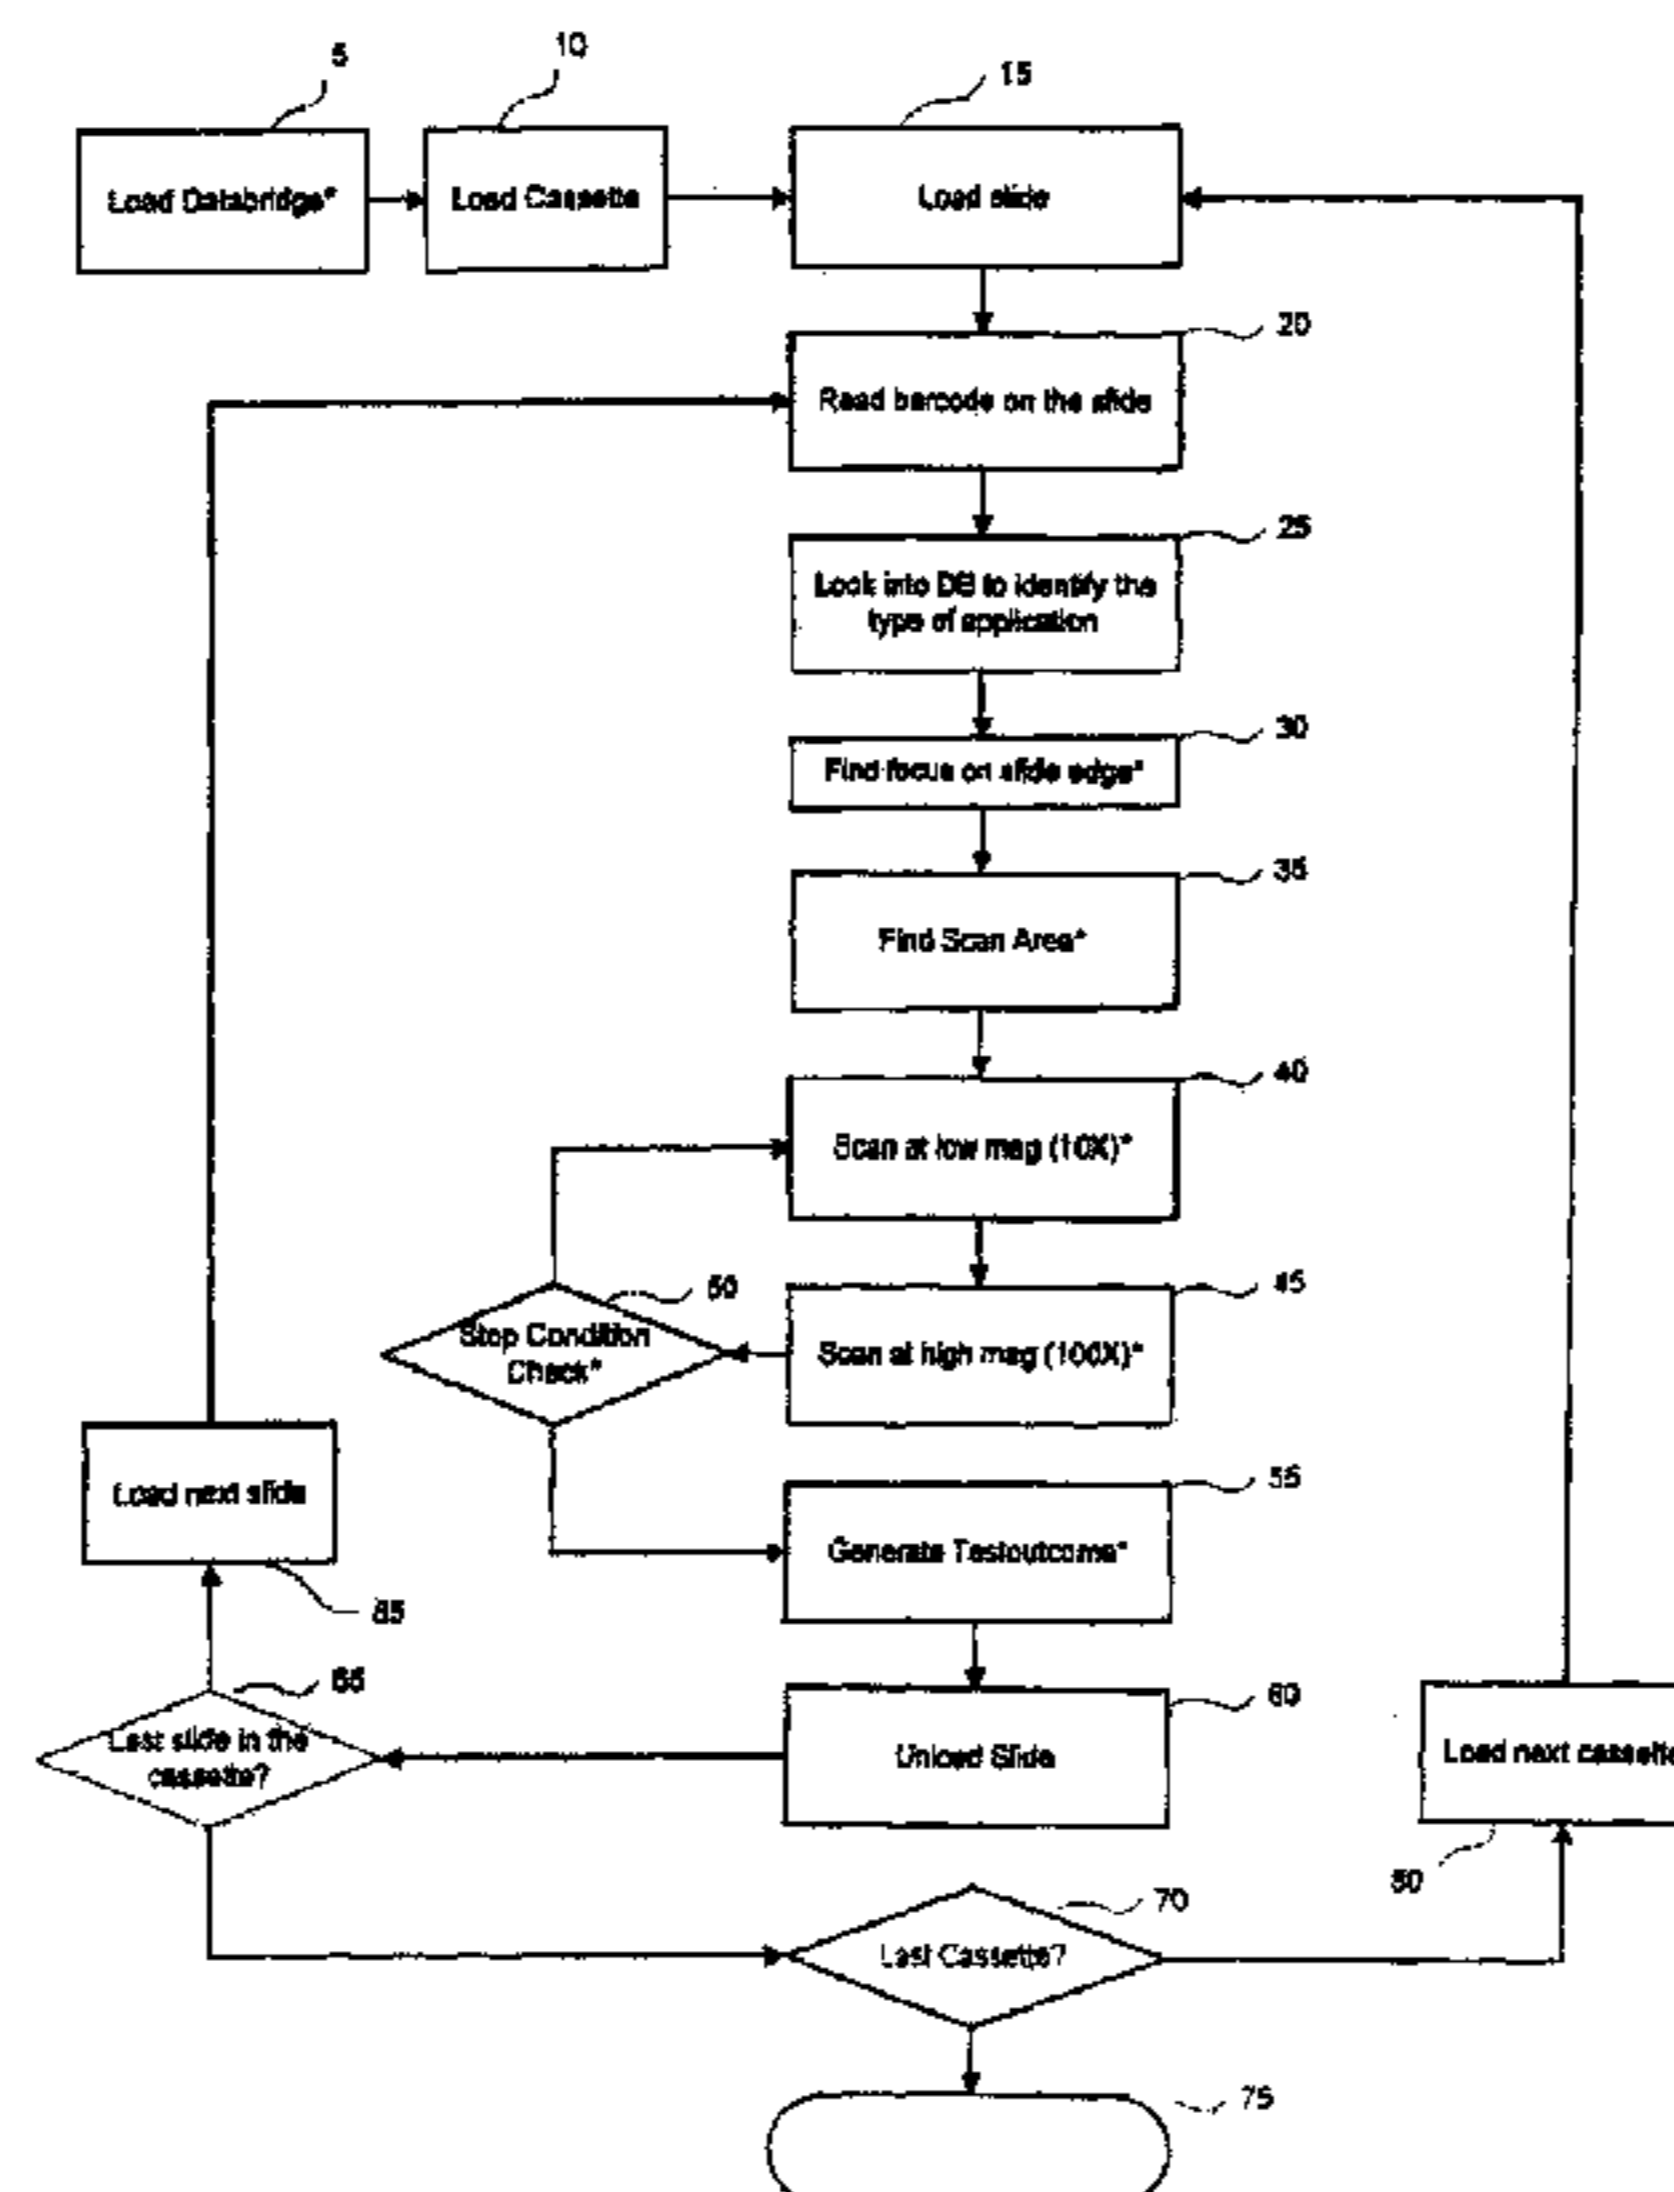 5
10
15
Load Databridge*
Load Cassette
Load slide
20
Read barcode on the slide
25
Look into DB to identify the
type of application
30
Find focus on slide edge*
35
Find Scan Area*
40
Scan at low mag (10X)*
45
50
Stop Condition
Check*
Scan at high mag (100X)*
55
Load next slide
Generate Testoutcome*
85
65
60
Last slide in the
cassette?
Unload Slide
Load next cassette
70
Last Cassette?
75